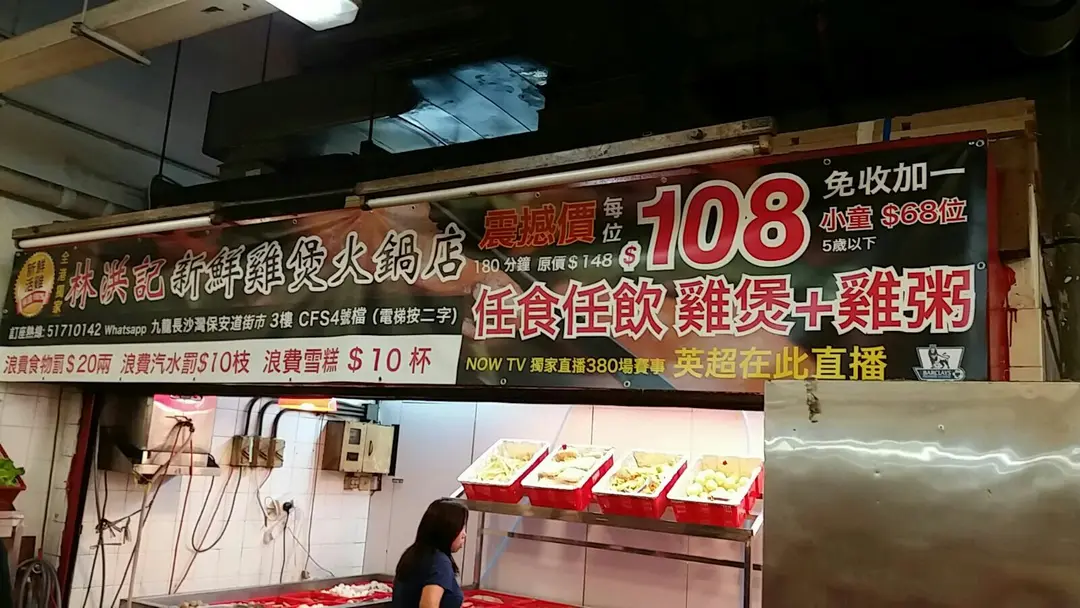 全港獨家
新鮮
活雞
林洪記 新鮮雞煲火鍋店
訂座熱線: 51710142 Whatsapp 九龍長沙灣保安道街市 3樓 CFS4號檔 (電梯按二字)
浪費食物罰$20兩 浪費汽水罰$10枝 浪費雪糕 $10杯
震撼價 每位 $108 免收加一
180分鐘 原價$148
小童 $68位
5歲以下
任食任飲 雞煲+雞粥
NOW TV 獨家直播380場賽事 英超在此直播
BARCLAYS